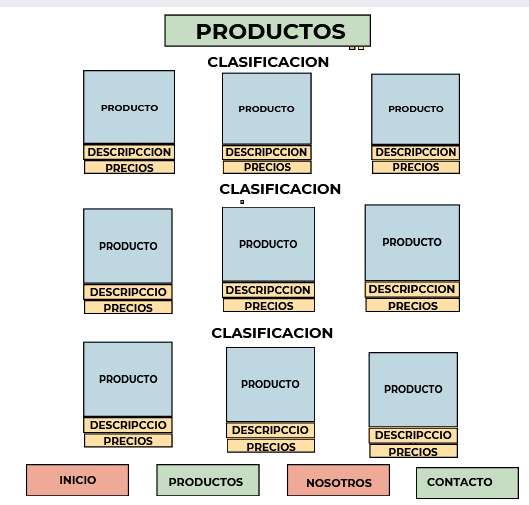 PRODUCTOS
CLASIFICACION
PRODUCTO PRODUCTO PRODUCTO
DESCRIPCCION DESCRIPCCION DESCRIPCCION
PRECIOS PRECIOS PRECIOS
CLASIFICACION
PRODUCTO PRODUCTO PRODUCTO
DESCRIPCCIO DESCRIPCCION DESCRIPCCION
PRECIOS PRECIOS PRECIOS
CLASIFICACION
PRODUCTO PRODUCTO PRODUCTO
DESCRIPCCIO DESCRIPCCIO DESCRIPCCIO
PRECIOS PRECIOS PRECIOS
INICIO PRODUCTOS NOSOTROS CONTACTO